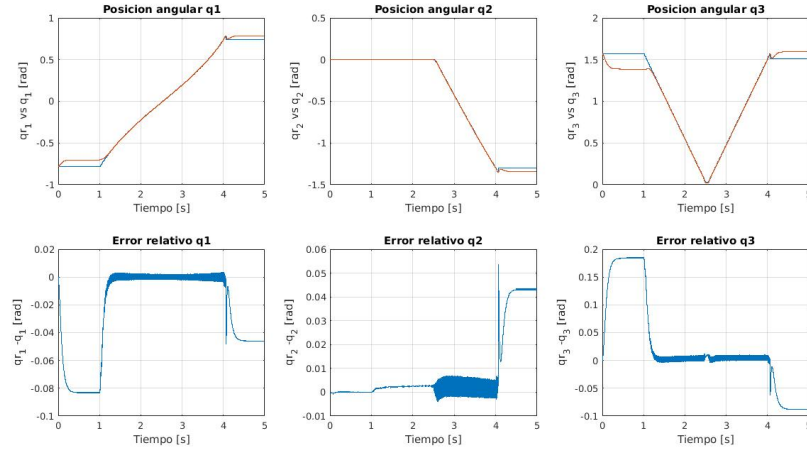 Posicion angular q1
qr₁ vs q₁ [rad]
1
0.5
0
-0.5
-1
0 1 2 3 4 5
Tiempo [s]
Posicion angular q2
qr₂ vs q₂ [rad]
0.5
0
-0.5
-1
-1.5
0 1 2 3 4 5
Tiempo [s]
Posicion angular q3
qr₃ vs q₃ [rad]
2
1.5
1
0.5
0
0 1 2 3 4 5
Tiempo [s]
Error relativo q1
qr₁ -q₁ [rad]
0.02
0
-0.02
-0.04
-0.06
-0.08
-0.1
0 1 2 3 4 5
Tiempo [s]
Error relativo q2
qr₂ -q₂ [rad]
0.06
0.05
0.04
0.03
0.02
0.01
0
-0.01
0 1 2 3 4 5
Tiempo [s]
Error relativo q3
qr₃ -q₃ [rad]
0.2
0.15
0.1
0.05
0
-0.05
-0.1
0 1 2 3 4 5
Tiempo [s]